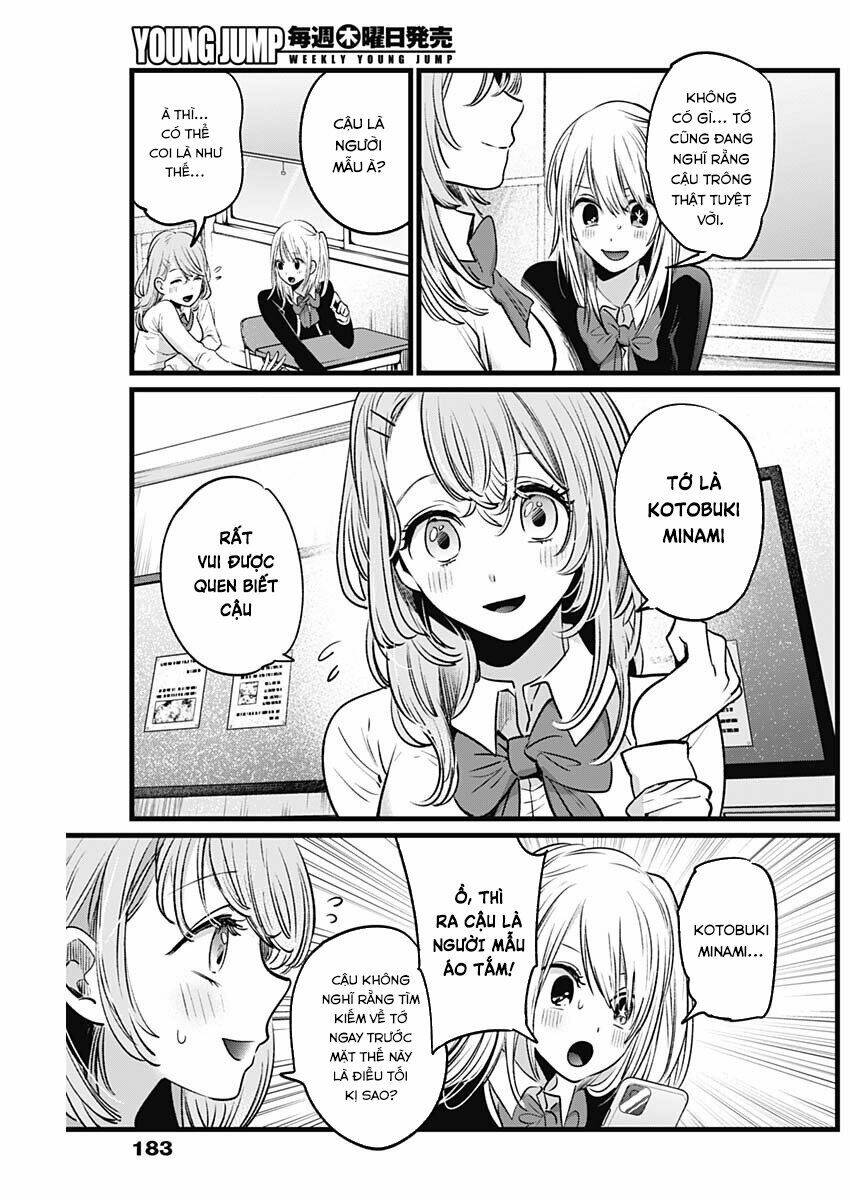 YOUNG JUMP 毎週木曜日発売
WEEKLY YOUNG JUMP
KHÔNG
CÓ GÌ... TỚ
CŨNG ĐANG
NGHĨ RẰNG
CẬU TRÔNG
THẬT TUYỆT
VỜI.
CẬU LÀ
NGƯỜI
MẪU À?
À THÌ...
CÓ THỂ
COI LÀ NHƯ
THẾ...
TỚ LÀ
KOTOBUKI
MINAMI
RẤT
VUI ĐƯỢC
QUEN BIẾT
CẬU
KOTOBUKI
MINAMI...
Ồ, THÌ
RA CẬU LÀ
NGƯỜI MẪU
ÁO TẮM!
CẬU KHÔNG
NGHĨ RẰNG TÌM
KIẾM VỀ TỚ
NGAY TRƯỚC
MẶT THẾ NÀY
LÀ ĐIỀU TỐI
KỊ SAO?
183